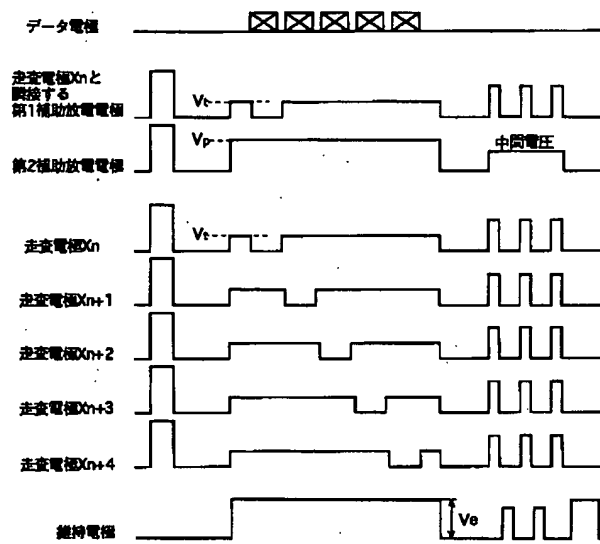 データ電極
走査電極Xnと
隣接する
第1補助放電電極
Vt
Vp
第2補助放電電極
中間電圧
Vt
走査電極Xn
走査電極Xn+1
走査電極Xn+2
走査電極Xn+3
走査電極Xn+4
Ve
維持電極